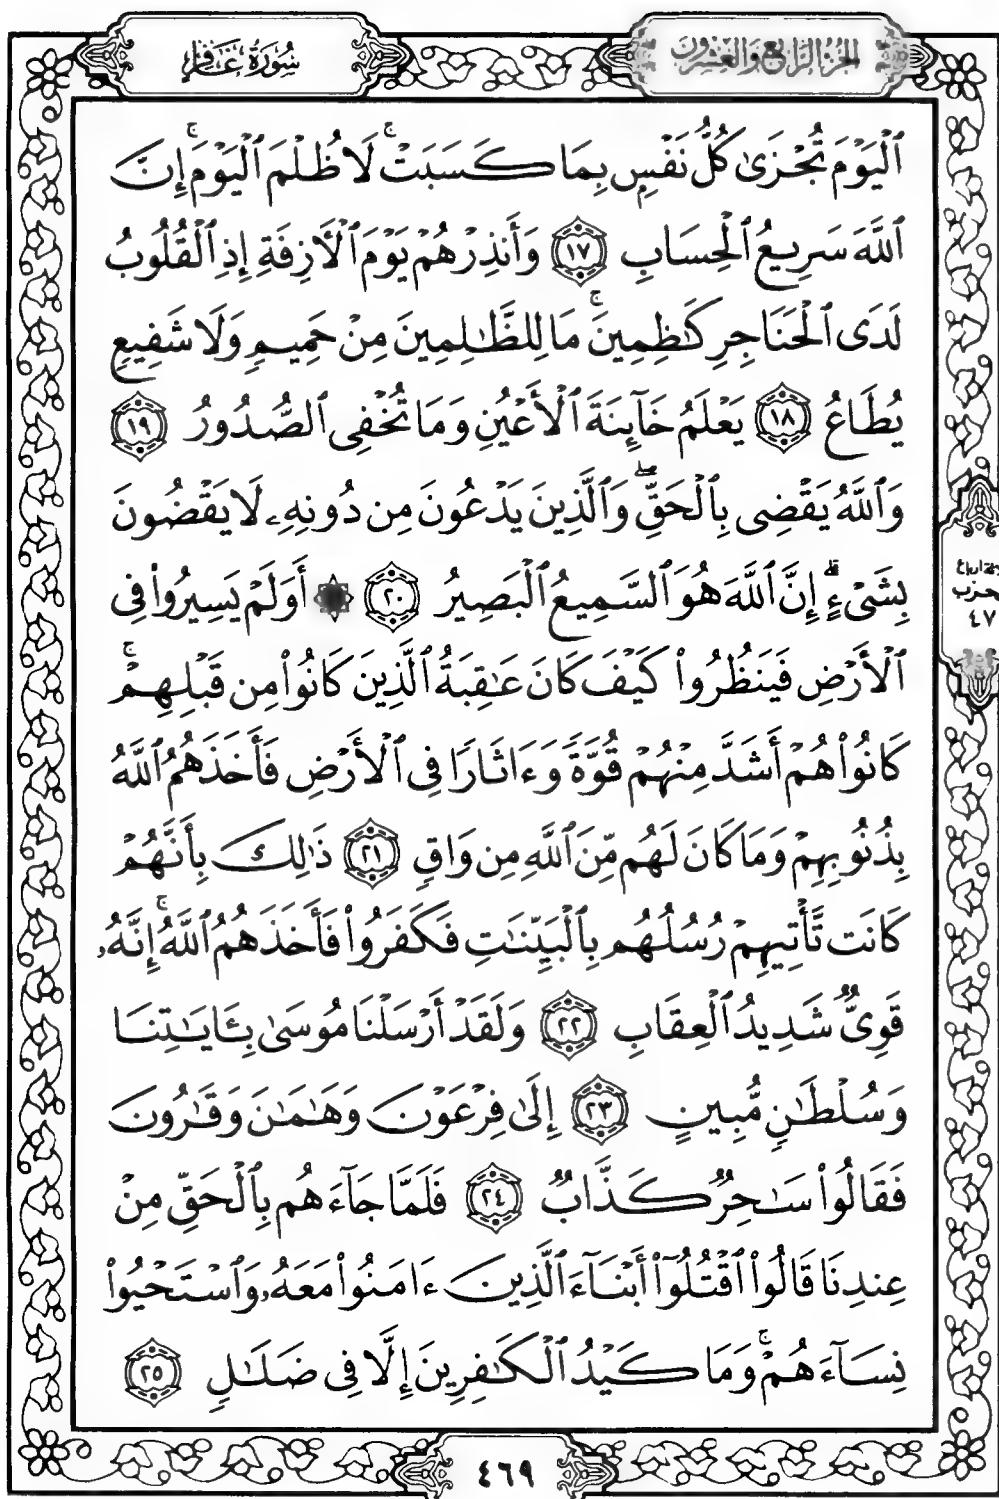 الجزء الرابع والعشرون
سُورَةُ غَافِرٍ
ٱلْيَوْمَ تُجْزَىٰ كُلُّ نَفْسٍۭ بِمَا كَسَبَتْ ۚ لَا ظُلْمَ ٱلْيَوْمَ ۚ إِنَّ
ٱللَّهَ سَرِيعُ ٱلْحِسَابِ ١٧ وَأَنذِرْهُمْ يَوْمَ ٱلْأَزِفَةِ إِذِ ٱلْقُلُوبُ
لَدَى ٱلْحَنَاجِرِ كَٰظِمِينَ ۚ مَا لِلظَّٰلِمِينَ مِنْ حَمِيمٍ وَلَا شَفِيعٍ
يُطَاعُ ١٨ يَعْلَمُ خَآئِنَةَ ٱلْأَعْيُنِ وَمَا تُخْفِى ٱلصُّدُورُ ١٩
وَٱللَّهُ يَقْضِى بِٱلْحَقِّ ۖ وَٱلَّذِينَ يَدْعُونَ مِن دُونِهِۦ لَا يَقْضُونَ
بِشَىْءٍ ۗ إِنَّ ٱللَّهَ هُوَ ٱلسَّمِيعُ ٱلْبَصِيرُ ٢٠ ۞ أَوَلَمْ يَسِيرُوا۟ فِى
ٱلْأَرْضِ فَيَنظُرُوا۟ كَيْفَ كَانَ عَٰقِبَةُ ٱلَّذِينَ كَانُوا۟ مِن قَبْلِهِمْ ۚ
كَانُوا۟ هُمْ أَشَدَّ مِنْهُمْ قُوَّةً وَءَاثَارًا فِى ٱلْأَرْضِ فَأَخَذَهُمُ ٱللَّهُ
بِذُنُوبِهِمْ وَمَا كَانَ لَهُم مِّنَ ٱللَّهِ مِن وَاقٍ ٢١ ذَٰلِكَ بِأَنَّهُمْ
كَانَت تَّأْتِيهِمْ رُسُلُهُم بِٱلْبَيِّنَٰتِ فَكَفَرُوا۟ فَأَخَذَهُمُ ٱللَّهُ ۚ إِنَّهُۥ
قَوِىٌّ شَدِيدُ ٱلْعِقَابِ ٢٢ وَلَقَدْ أَرْسَلْنَا مُوسَىٰ بِـَٔايَٰتِنَا
وَسُلْطَٰنٍ مُّبِينٍ ٢٣ إِلَىٰ فِرْعَوْنَ وَهَٰمَٰنَ وَقَٰرُونَ
فَقَالُوا۟ سَٰحِرٌ كَذَّابٌ ٢٤ فَلَمَّا جَآءَهُم بِٱلْحَقِّ مِنْ
عِندِنَا قَالُوا۟ ٱقْتُلُوٓا۟ أَبْنَآءَ ٱلَّذِينَ ءَامَنُوا۟ مَعَهُۥ وَٱسْتَحْيُوا۟
نِسَآءَهُمْ ۚ وَمَا كَيْدُ ٱلْكَٰفِرِينَ إِلَّا فِى ضَلَٰلٍ ٢٥
٤٧
٤٦٩